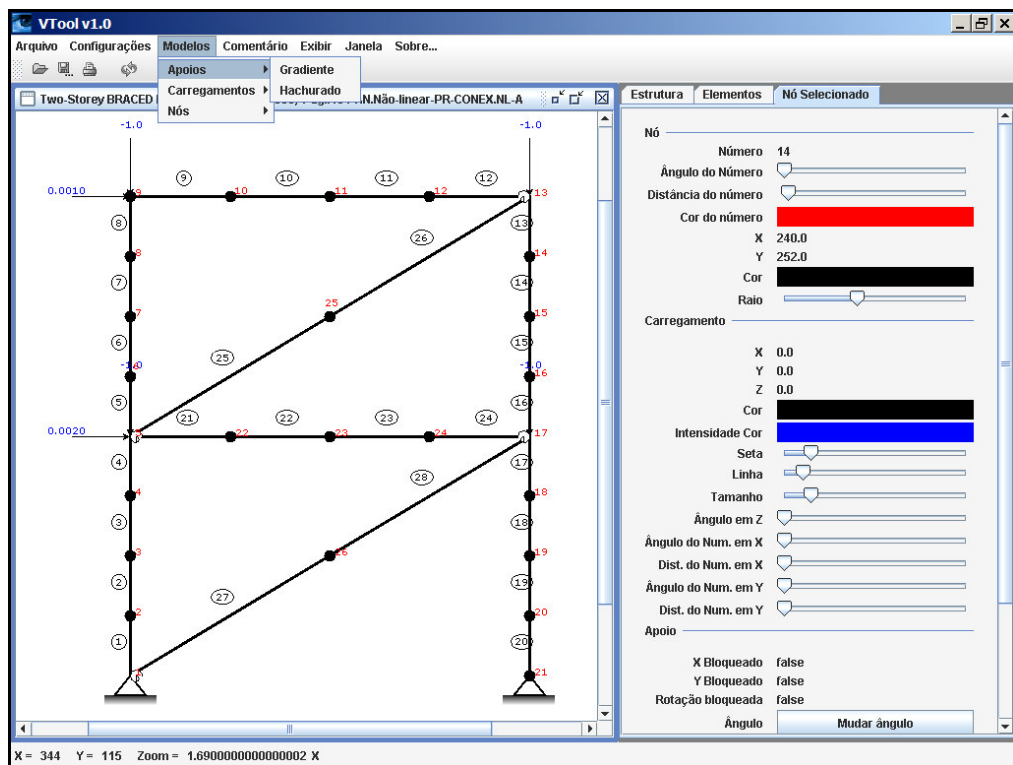 VTool v1.0
Arquivo Configurações Modelos Comentário Exibir Janela Sobre...
Apoios
Gradiente
Carregamentos
Hachurado
Nós
Two-Storey BRACED
N.Não-linear-PR-CONEX.NL-A
-1.0 -1.0
9 10 11 12
0.0010
9 10 11 12 13
8 13
26
8 14
7 14
25
7 15
6 15
25
-1.0 -1.0
6 16
5 16
21 22 23 24
0.0020
5 22 23 24 17
4 17
28
4 18
3 18
3 26 19
2 19
27
2 20
1 20
21
X = 344 Y = 115 Zoom = 1.6900000000000002 X
Estrutura Elementos Nó Selecionado
Nó
Número 14
Ângulo do Número
Distância do número
Cor do número
X 240.0
Y 252.0
Cor
Raio
Carregamento
X 0.0
Y 0.0
Z 0.0
Cor
Intensidade Cor
Seta
Linha
Tamanho
Ângulo em Z
Ângulo do Num. em X
Dist. do Num. em X
Ângulo do Num. em Y
Dist. do Num. em Y
Apoio
X Bloqueado false
Y Bloqueado false
Rotação bloqueada false
Ângulo Mudar ângulo